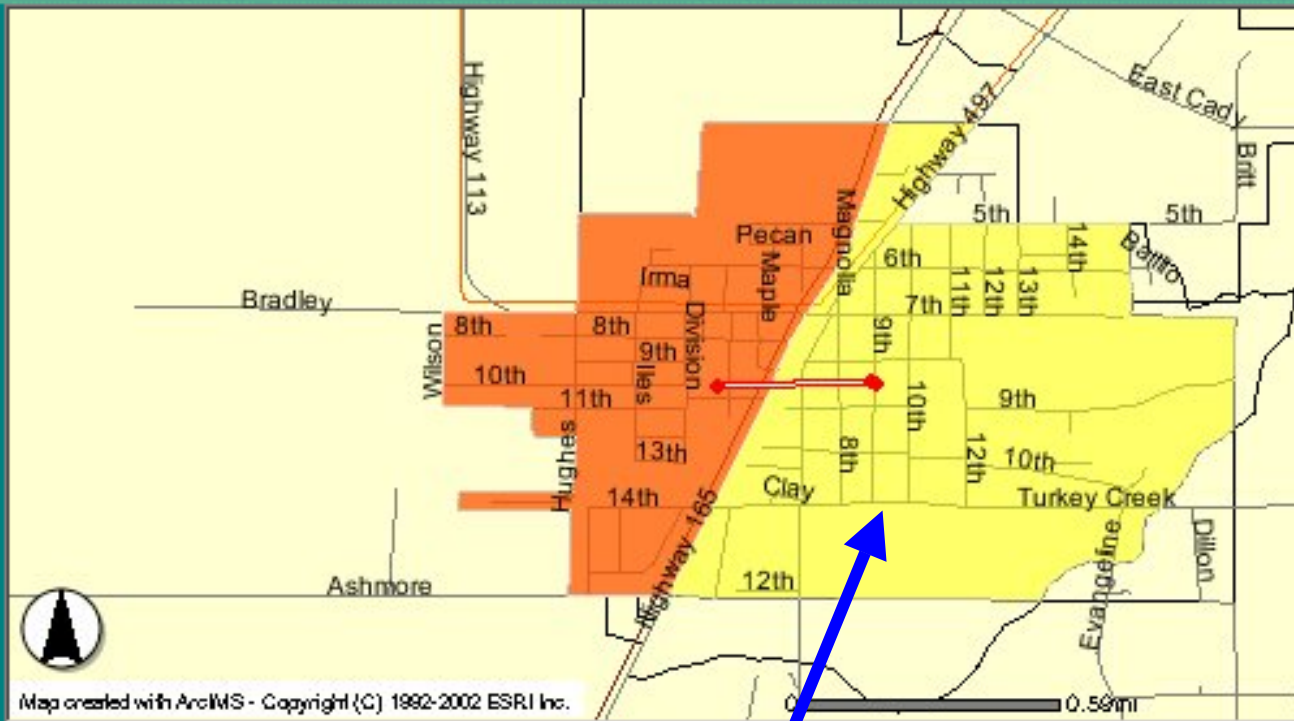 Highway 113
Highway 497
East Cady
Britt
5th
5th
Pecan
Magnolia
14th
Irma
Maple
6th
11th
12th
13th
Bradley
7th
8th
8th
Division
9th
Wilson
9th
10th
Iles
11th
10th
9th
Hughes
13th
8th
12th
10th
14th
Clay
Turkey Creek
Highway 165
Evangeline
Dillon
Ashmore
12th
Map created with ArcIMS - Copyright (C) 1992-2002 ESRI Inc.
0
0.59mi